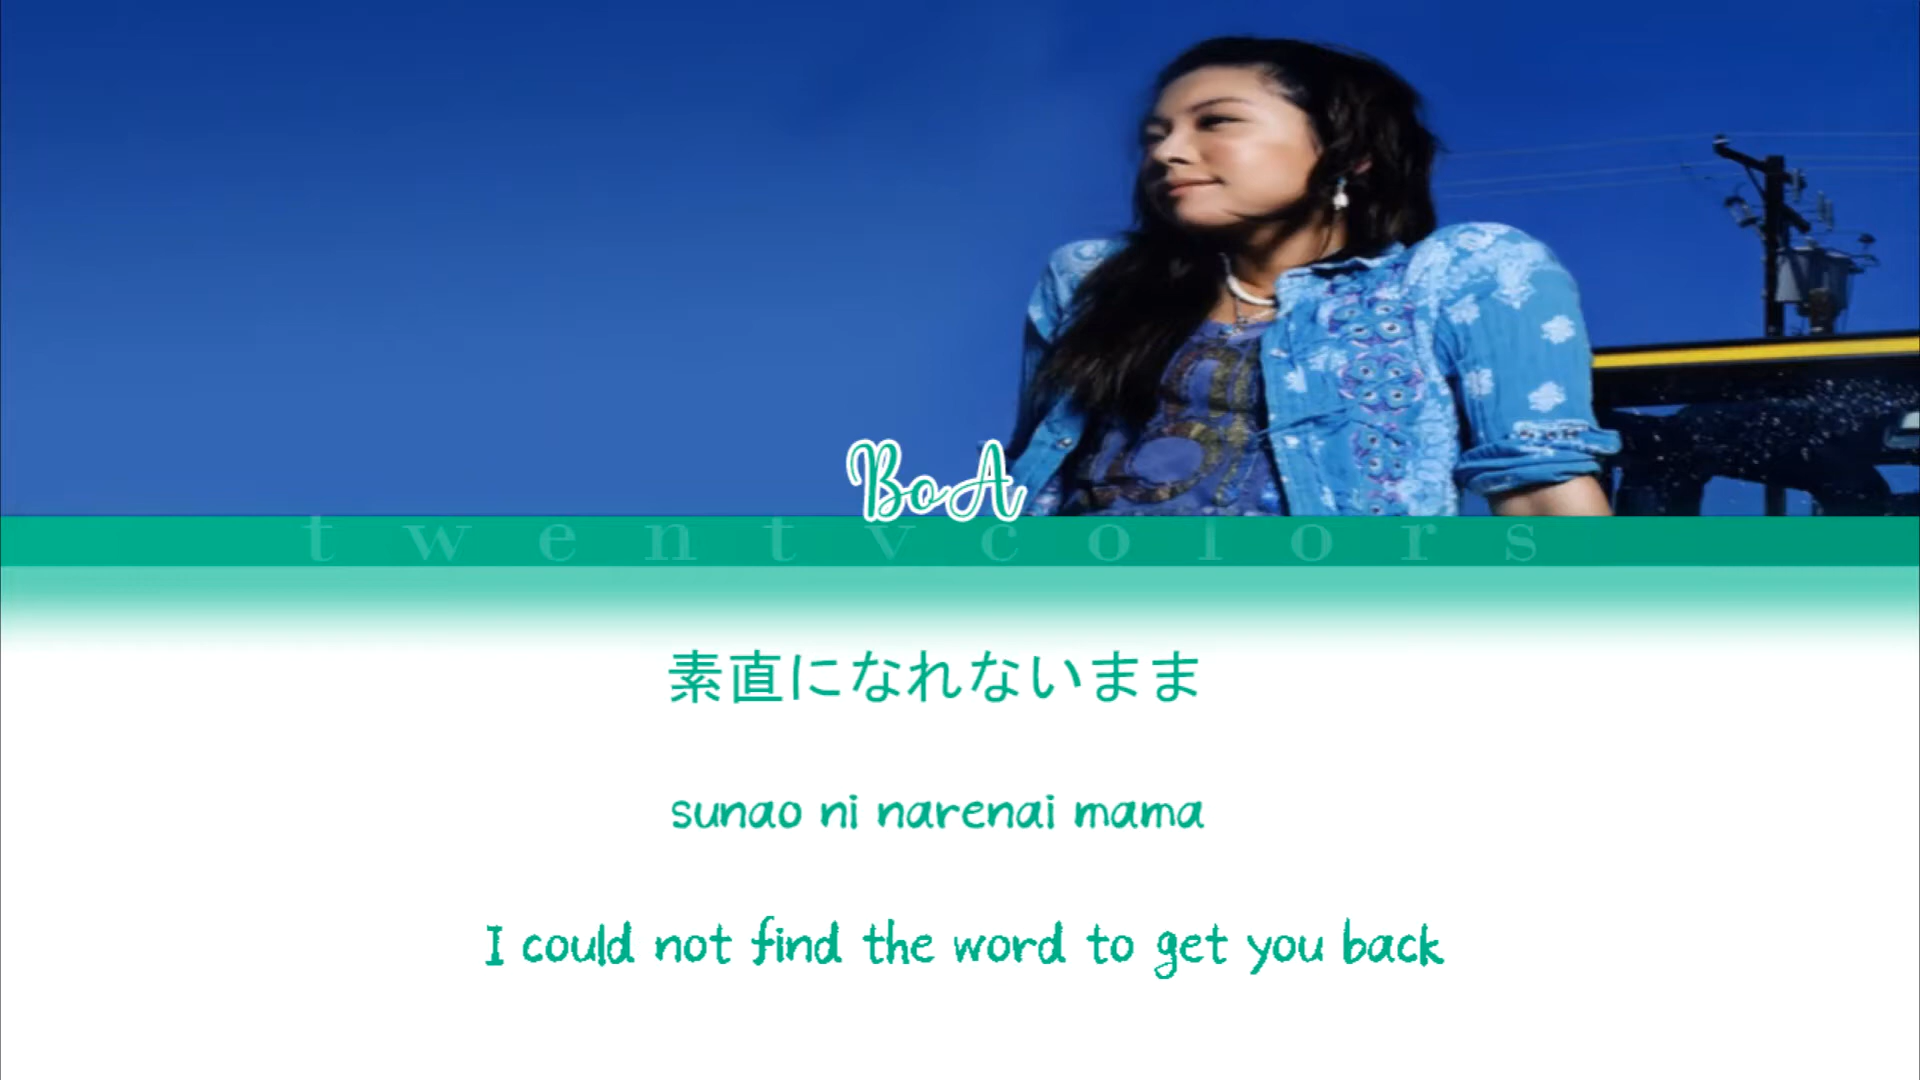 BoA
twentycolors
素直になれないまま
sunao ni narenai mama
I could not find the word to get you back